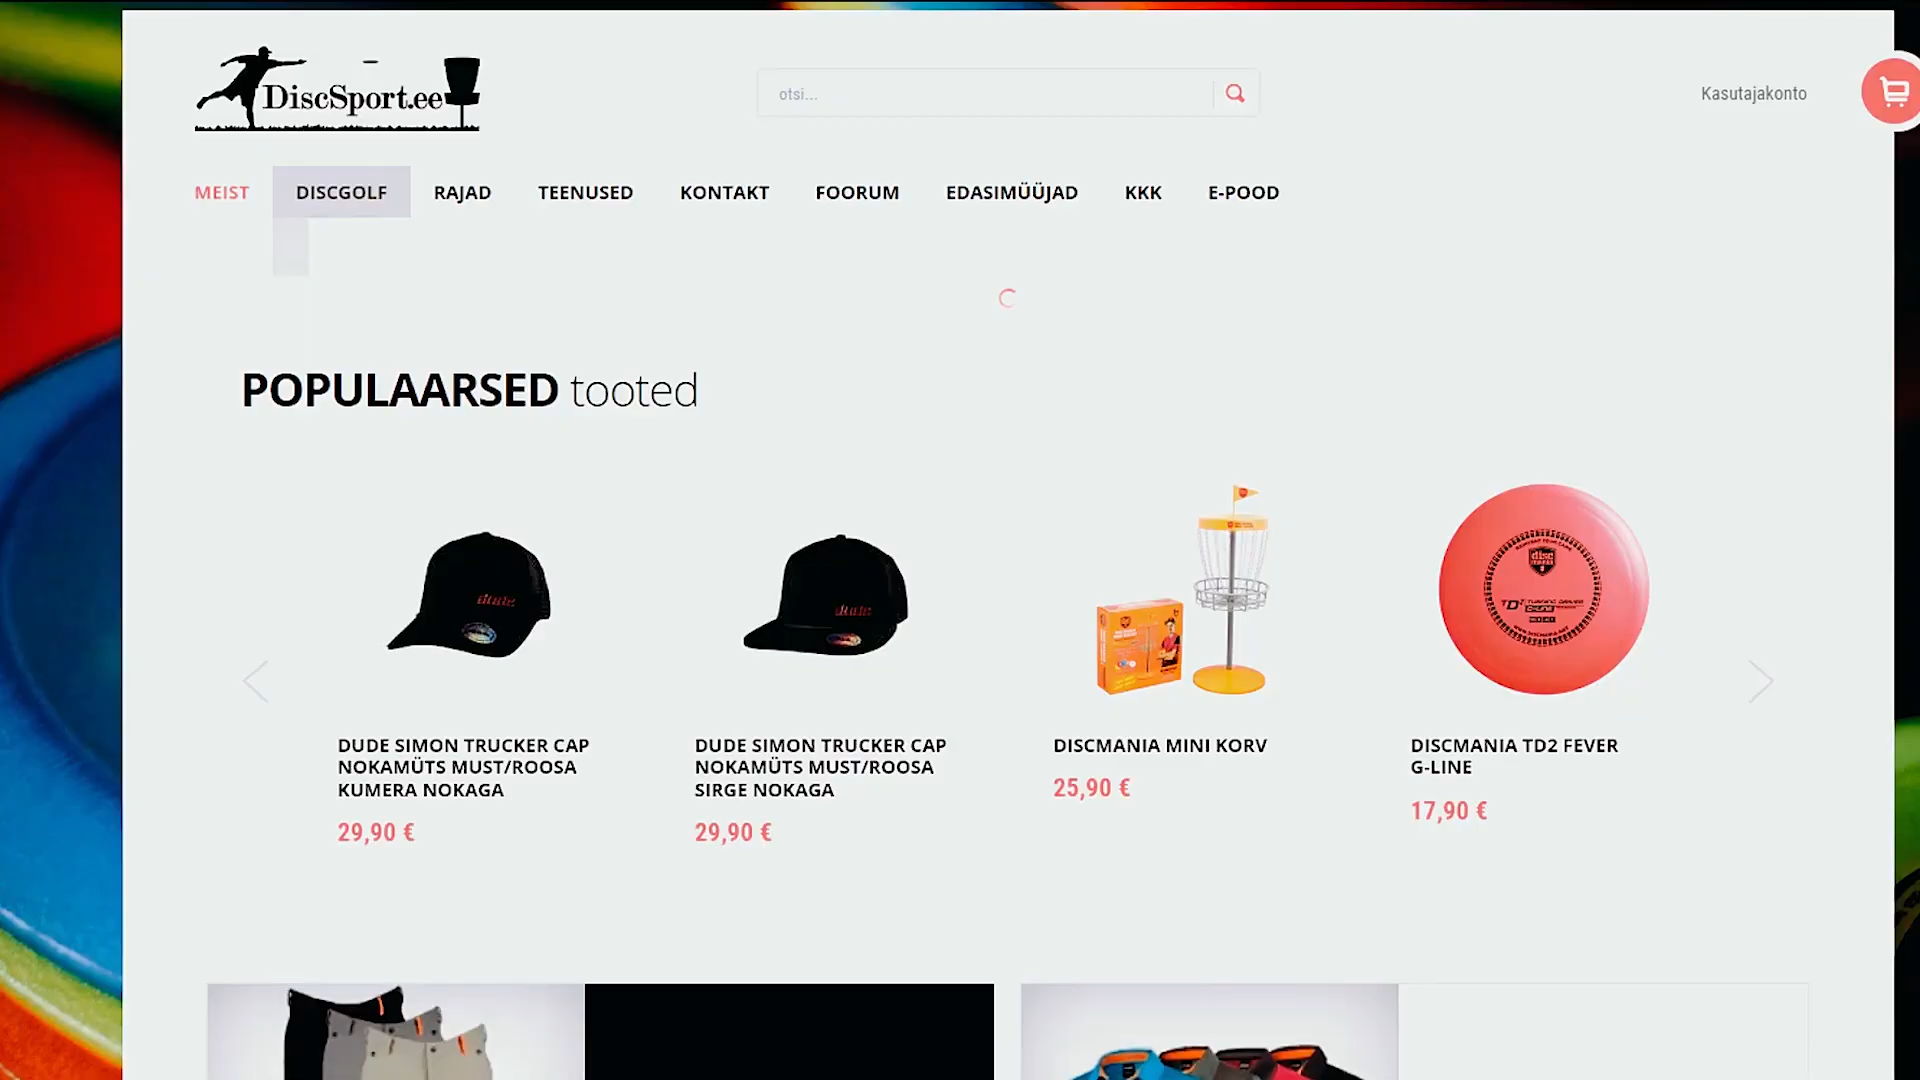 DiscSport.ee
otsi...
Kasutajakonto
MEIST DISCGOLF RAJAD TEENUSED KONTAKT FOORUM EDASIMÜÜJAD KKK E-POOD
POPULAARSED tooted
dude
dude
DUDE SIMON TRUCKER CAP
NOKAMÜTS MUST/ROOSA
KUMERA NOKAGA
29,90 €
DUDE SIMON TRUCKER CAP
NOKAMÜTS MUST/ROOSA
SIRGE NOKAGA
29,90 €
DISCMANIA MINI KORV
25,90 €
DISCMANIA TD2 FEVER
G-LINE
17,90 €